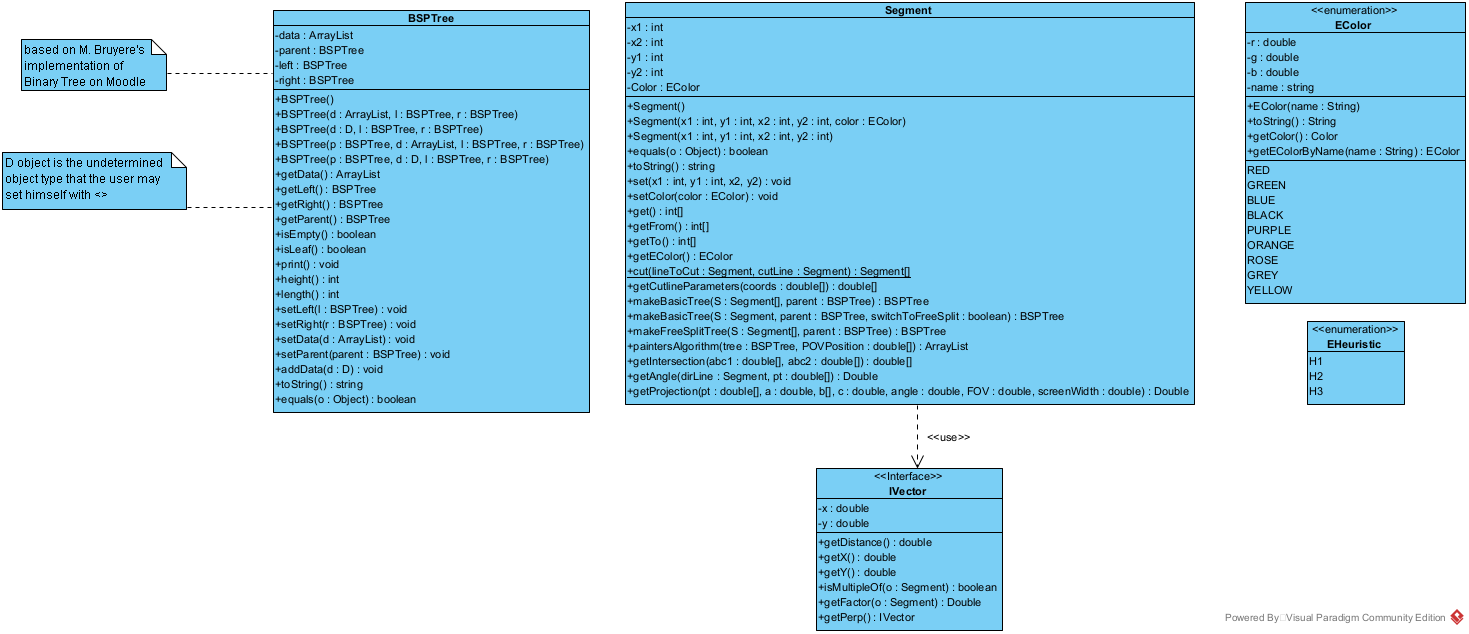 based on M. Bruyere's
implementation of
Binary Tree on Moodle
D object is the undetermined
object type that the user may
set himself with <>
BSPTree
-data : ArrayList
-parent : BSPTree
-left : BSPTree
-right : BSPTree
+BSPTree()
+BSPTree(d : ArrayList, l : BSPTree, r : BSPTree)
+BSPTree(d : D, l : BSPTree, r : BSPTree)
+BSPTree(p : BSPTree, d : ArrayList, l : BSPTree, r : BSPTree)
+BSPTree(p : BSPTree, d : D, l : BSPTree, r : BSPTree)
+getData() : ArrayList
+getLeft() : BSPTree
+getRight() : BSPTree
+getParent() : BSPTree
+isEmpty() : boolean
+isLeaf() : boolean
+print() : void
+height() : int
+length() : int
+setLeft(l : BSPTree) : void
+setRight(r : BSPTree) : void
+setData(d : ArrayList) : void
+setParent(parent : BSPTree) : void
+addData(d : D) : void
+toString() : string
+equals(o : Object) : boolean
Segment
-x1 : int
-x2 : int
-y1 : int
-y2 : int
-Color : EColor
+Segment()
+Segment(x1 : int, y1 : int, x2 : int, y2 : int, color : EColor)
+Segment(x1 : int, y1 : int, x2 : int, y2 : int)
+equals(o : Object) : boolean
+toString() : string
+set(x1 : int, y1 : int, x2, y2) : void
+setColor(color : EColor) : void
+get() : int[]
+getFrom() : int[]
+getTo() : int[]
+getEColor() : EColor
+cut(lineToCut : Segment, cutLine : Segment) : Segment[]
+getCutlineParameters(coords : double[]) : double[]
+makeBasicTree(S : Segment[], parent : BSPTree) : BSPTree
+makeBasicTree(S : Segment, parent : BSPTree, switchToFreeSplit : boolean) : BSPTree
+makeFreeSplitTree(S : Segment[], parent : BSPTree) : BSPTree
+paintersAlgorithm(tree : BSPTree, POVPosition : double[]) : ArrayList
+getIntersection(abc1 : double[], abc2 : double[]) : double[]
+getAngle(dirLine : Segment, pt : double[]) : Double
+getProjection(pt : double[], a : double, b[], c : double, angle : double, FOV : double, screenWidth : double) : Double
<<use>>
<<Interface>>
IVector
-x : double
-y : double
+getDistance() : double
+getX() : double
+getY() : double
+isMultipleOf(o : Segment) : boolean
+getFactor(o : Segment) : Double
+getPerp() : IVector
<<enumeration>>
EColor
-r : double
-g : double
-b : double
-name : string
+EColor(name : String)
+toString() : String
+getColor() : Color
+getEColorByName(name : String) : EColor
RED
GREEN
BLUE
BLACK
PURPLE
ORANGE
ROSE
GREY
YELLOW
<<enumeration>>
EHeuristic
H1
H2
H3
Powered By Visual Paradigm Community Edition